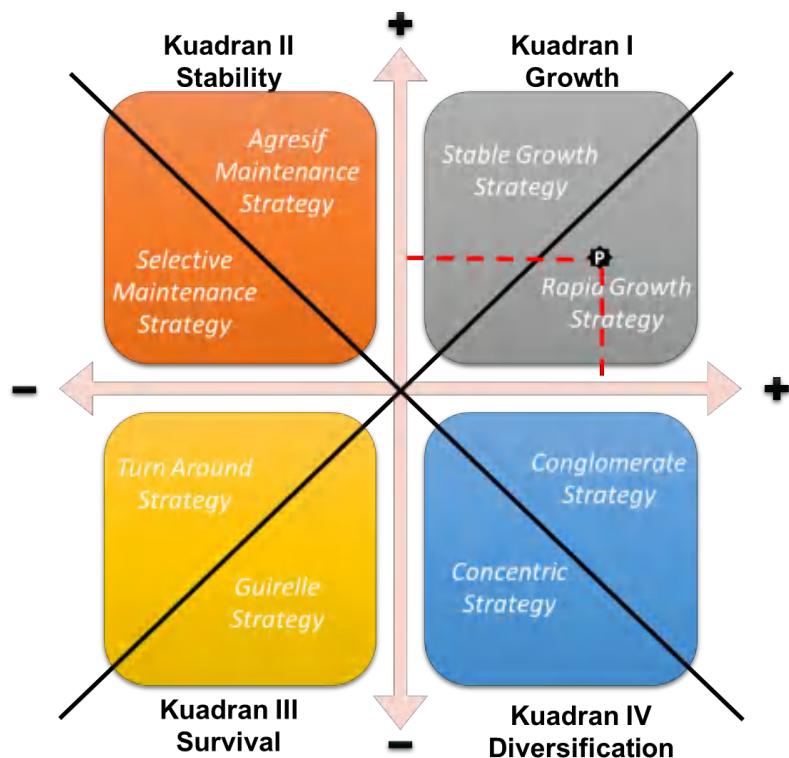 +
Kuadran II
Stability
Kuadran I
Growth
Agresif
Maintenance
Strategy
Selective
Maintenance
Strategy
Stable Growth
Strategy
P
Rapid Growth
Strategy
-
+
Turn Around
Strategy
Guirelle
Strategy
Conglomerate
Strategy
Concentric
Strategy
Kuadran III
Survival
-
Kuadran IV
Diversification